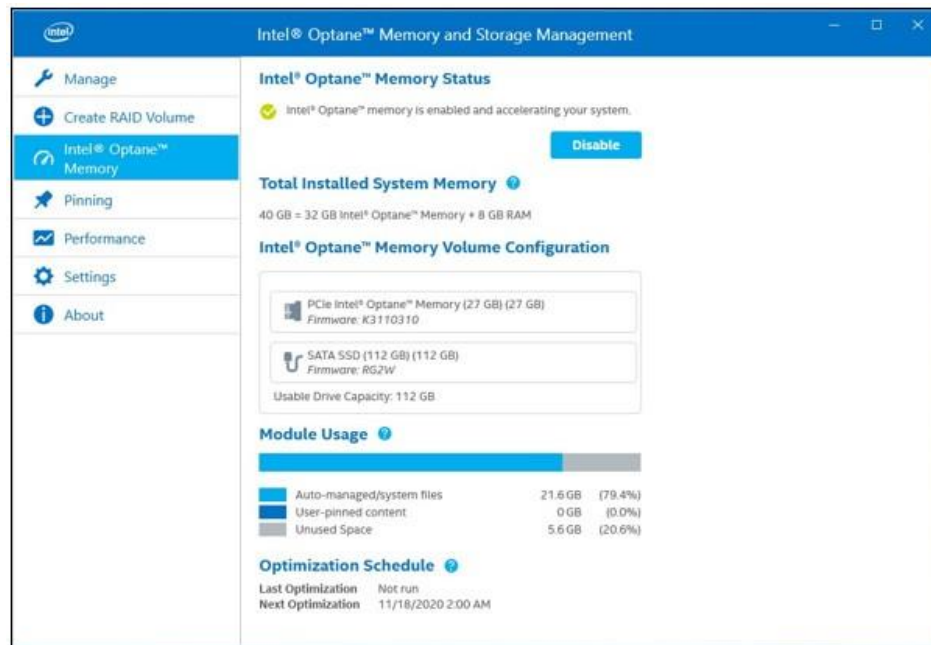 intel
Intel® Optane™ Memory and Storage Management
Manage
Create RAID Volume
Intel® Optane™
Memory
Pinning
Performance
Settings
About
Intel® Optane™ Memory Status
Intel® Optane™ memory is enabled and accelerating your system.
Disable
Total Installed System Memory ?
40 GB = 32 GB Intel® Optane™ Memory + 8 GB RAM
Intel® Optane™ Memory Volume Configuration
PCIe Intel® Optane™ Memory (27 GB) (27 GB)
Firmware: K3110310
SATA SSD (112 GB) (112 GB)
Firmware: RG2W
Usable Drive Capacity: 112 GB
Module Usage ?
Auto-managed/system files 21.6 GB (79.4%)
User-pinned content 0 GB (0.0%)
Unused Space 5.6 GB (20.6%)
Optimization Schedule ?
Last Optimization Not run
Next Optimization 11/18/2020 2:00 AM